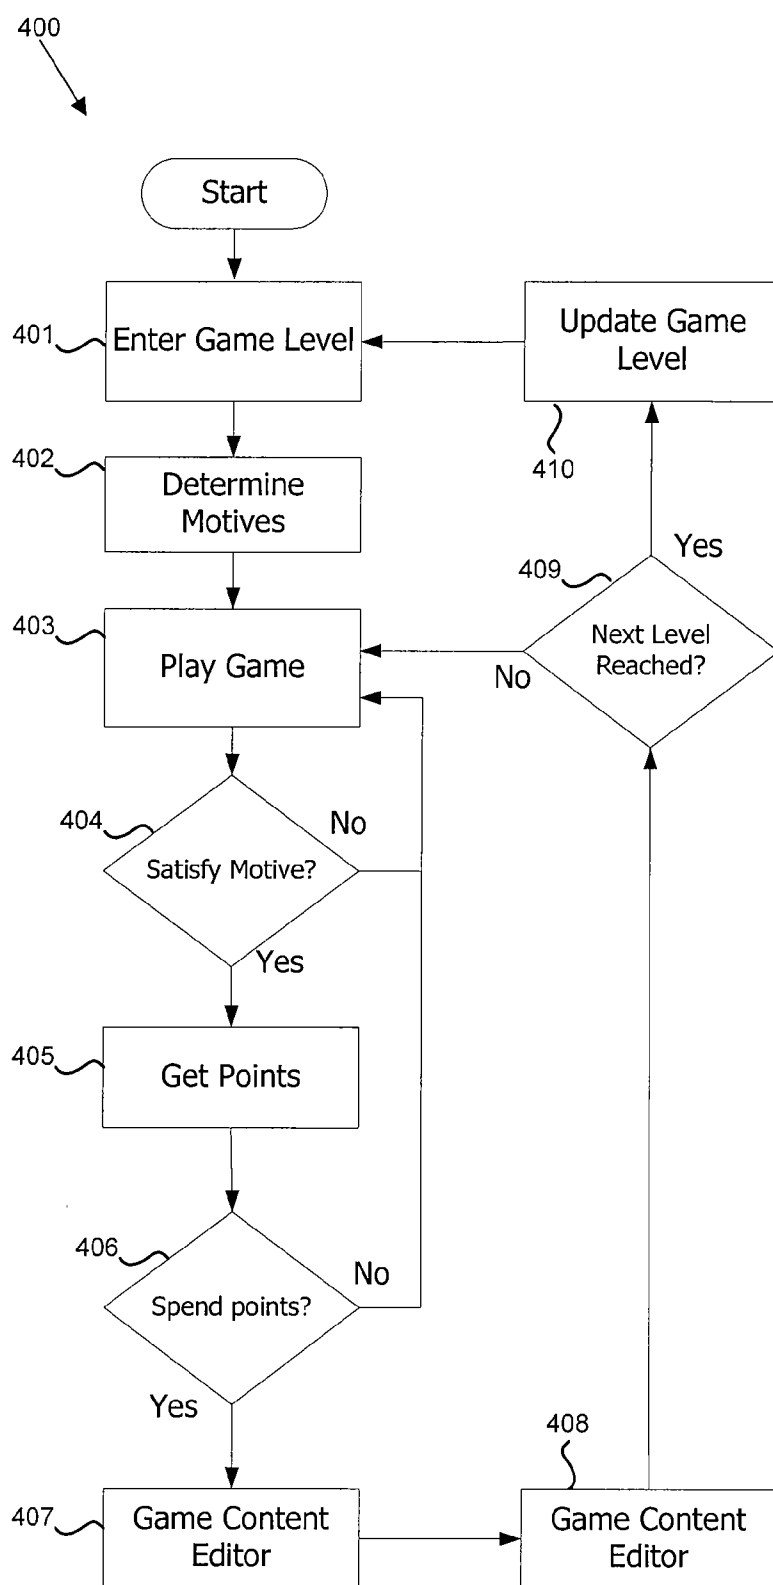 400
Start
401
Enter Game Level
Update Game
Level
410
402
Determine
Motives
Yes
409
403
Play Game
Next Level
Reached?
No
404
No
Satisfy Motive?
Yes
405
Get Points
406
No
Spend points?
Yes
408
407
Game Content
Editor
Game Content
Editor